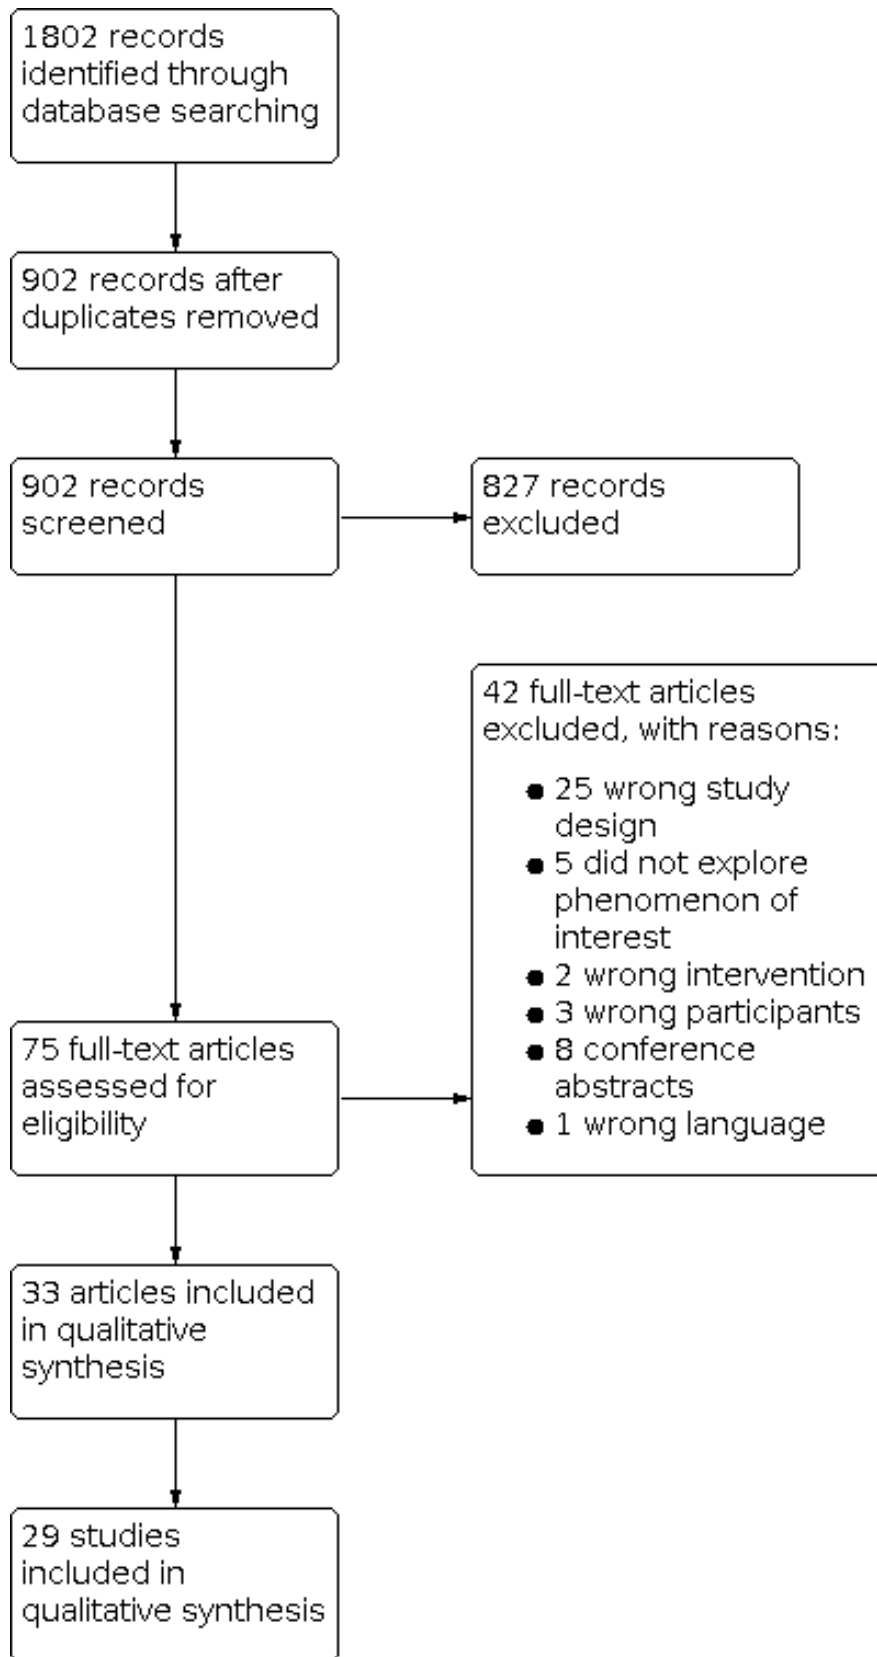 1802 records
identified through
database searching
902 records after
duplicates removed
902 records
screened
827 records
excluded
42 full-text articles
excluded, with reasons:
● 25 wrong study
design
● 5 did not explore
phenomenon of
interest
● 2 wrong intervention
● 3 wrong participants
● 8 conference
abstracts
● 1 wrong language
75 full-text articles
assessed for
eligibility
33 articles included
in qualitative
synthesis
29 studies
included in
qualitative synthesis